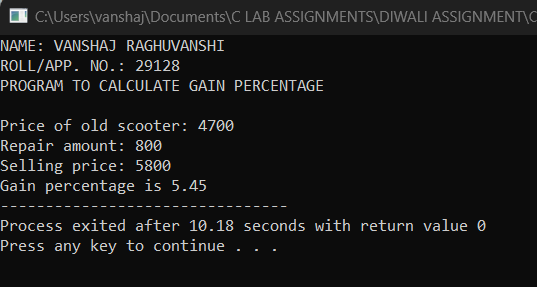 C:\Users\vanshaj\Documents\C LAB ASSIGNMENTS\DIWALI ASSIGNMENT\
NAME: VANSHAJ RAGHUVANSHI
ROLL/APP. NO.: 29128
PROGRAM TO CALCULATE GAIN PERCENTAGE

Price of old scooter: 4700
Repair amount: 800
Selling price: 5800
Gain percentage is 5.45
--------------------------------
Process exited after 10.18 seconds with return value 0
Press any key to continue . . .